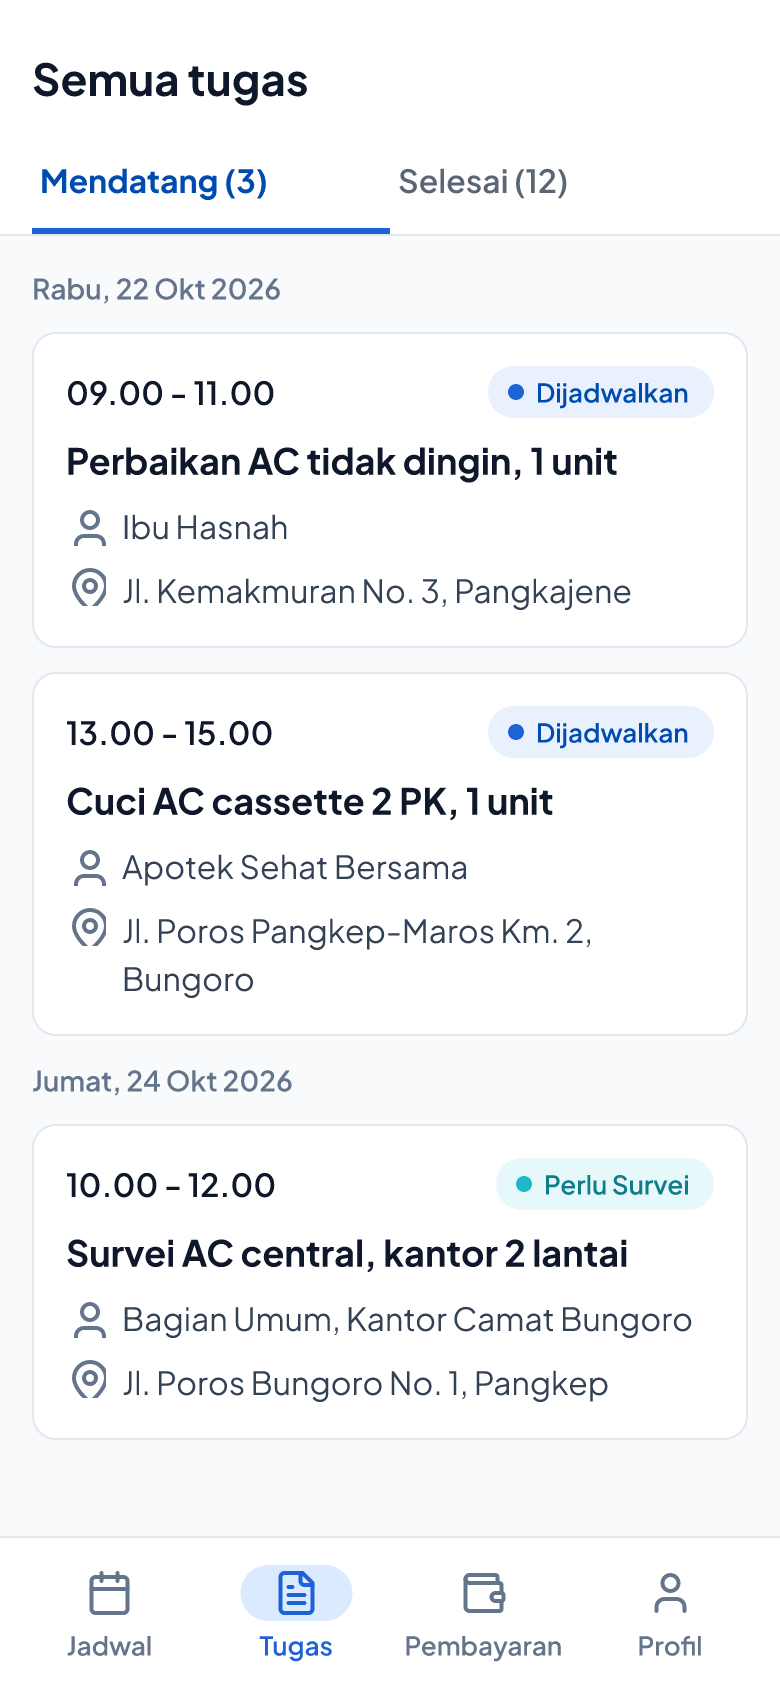 Semua tugas
Mendatang (3)
Selesai (12)
Rabu, 22 Okt 2026
09.00 – 11.00
Dijadwalkan
Perbaikan AC tidak dingin, 1 unit
Ibu Hasnah
Jl. Kemakmuran No. 3, Pangkajene
13.00 – 15.00
Dijadwalkan
Cuci AC cassette 2 PK, 1 unit
Apotek Sehat Bersama
Jl. Poros Pangkep–Maros Km. 2,
Bungoro
Jumat, 24 Okt 2026
10.00 – 12.00
Perlu Survei
Survei AC central, kantor 2 lantai
Bagian Umum, Kantor Camat Bungoro
Jl. Poros Bungoro No. 1, Pangkep
Jadwal
Tugas
Pembayaran
Profil